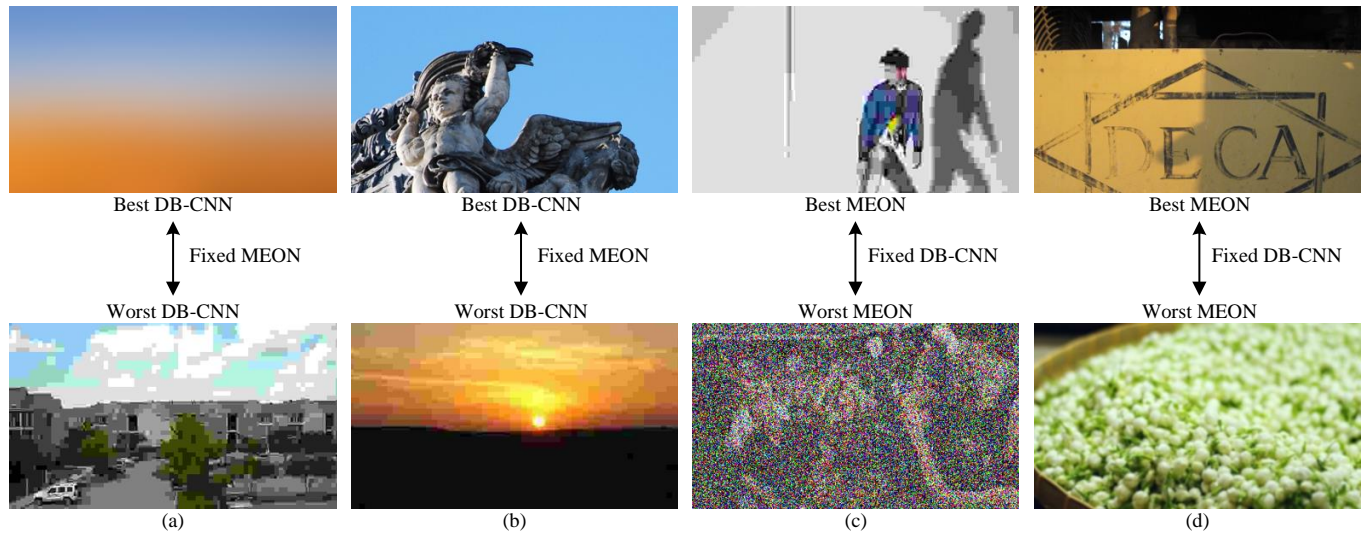 Best DB-CNN
Fixed MEON
Worst DB-CNN
(a)
Best DB-CNN
Fixed MEON
Worst DB-CNN
(b)
Best MEON
Fixed DB-CNN
Worst MEON
(c)
DECA
Best MEON
Fixed DB-CNN
Worst MEON
(d)